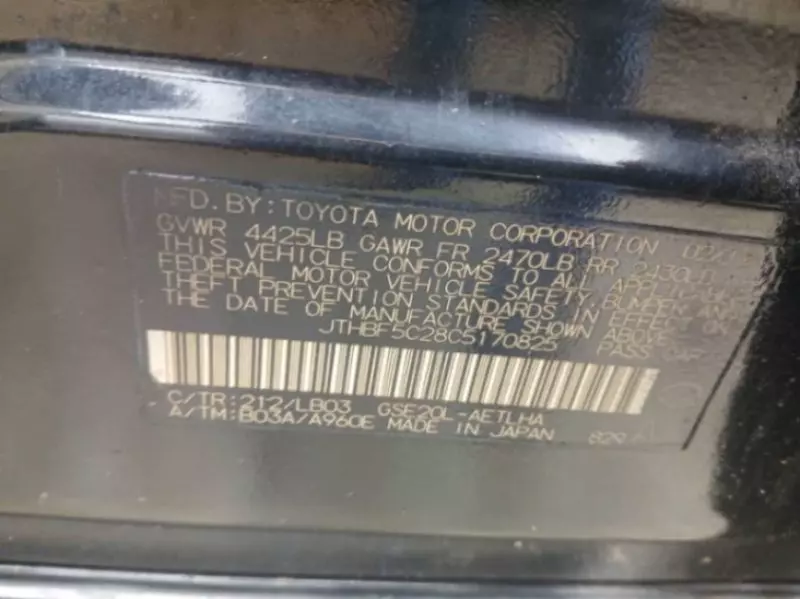 MFD. BY: TOYOTA MOTOR CORPORATION
GVWR 4425LB GAWR FR 2470LB RR
THIS VEHICLE CONFORMS TO ALL
FEDERAL MOTOR VEHICLE SAFETY, BUMPER AND
THEFT PREVENTION STANDARDS IN EFFECT ON
THE DATE OF MANUFACTURE SHOWN ABOVE.
JTHBF5C28C5170825
C/TR: 212/LB03 GSE20L-AETLHA
A/TM: B03A/A960E MADE IN JAPAN